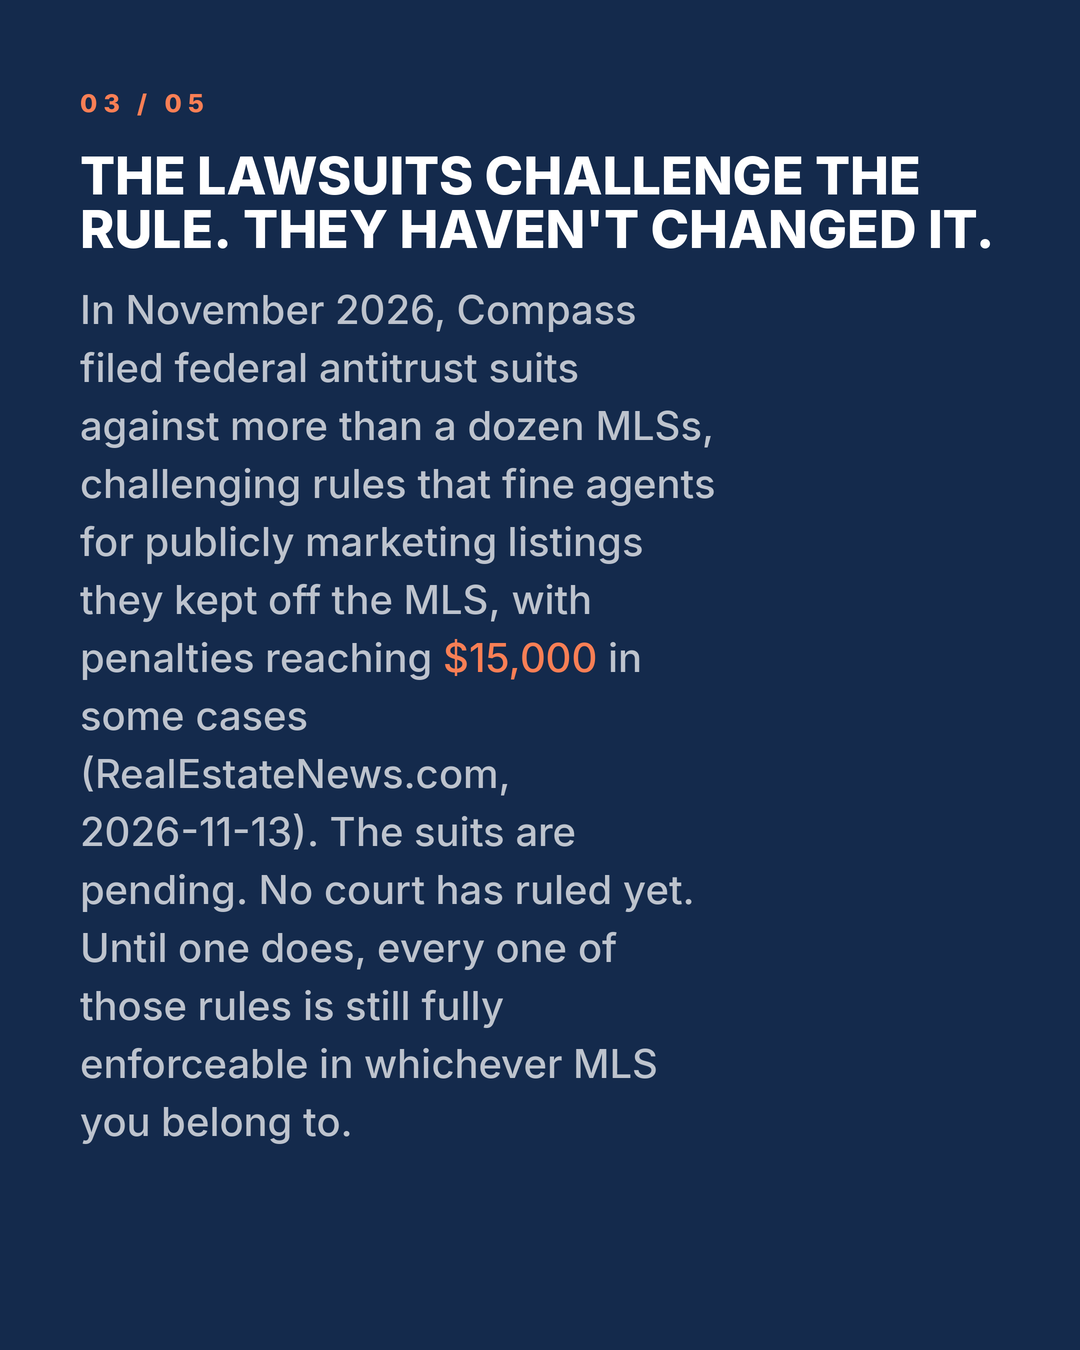 03 / 05
THE LAWSUITS CHALLENGE THE
RULE. THEY HAVEN'T CHANGED IT.
In November 2026, Compass
filed federal antitrust suits
against more than a dozen MLSs,
challenging rules that fine agents
for publicly marketing listings
they kept off the MLS, with
penalties reaching $15,000 in
some cases
(RealEstateNews.com,
2026-11-13). The suits are
pending. No court has ruled yet.
Until one does, every one of
those rules is still fully
enforceable in whichever MLS
you belong to.